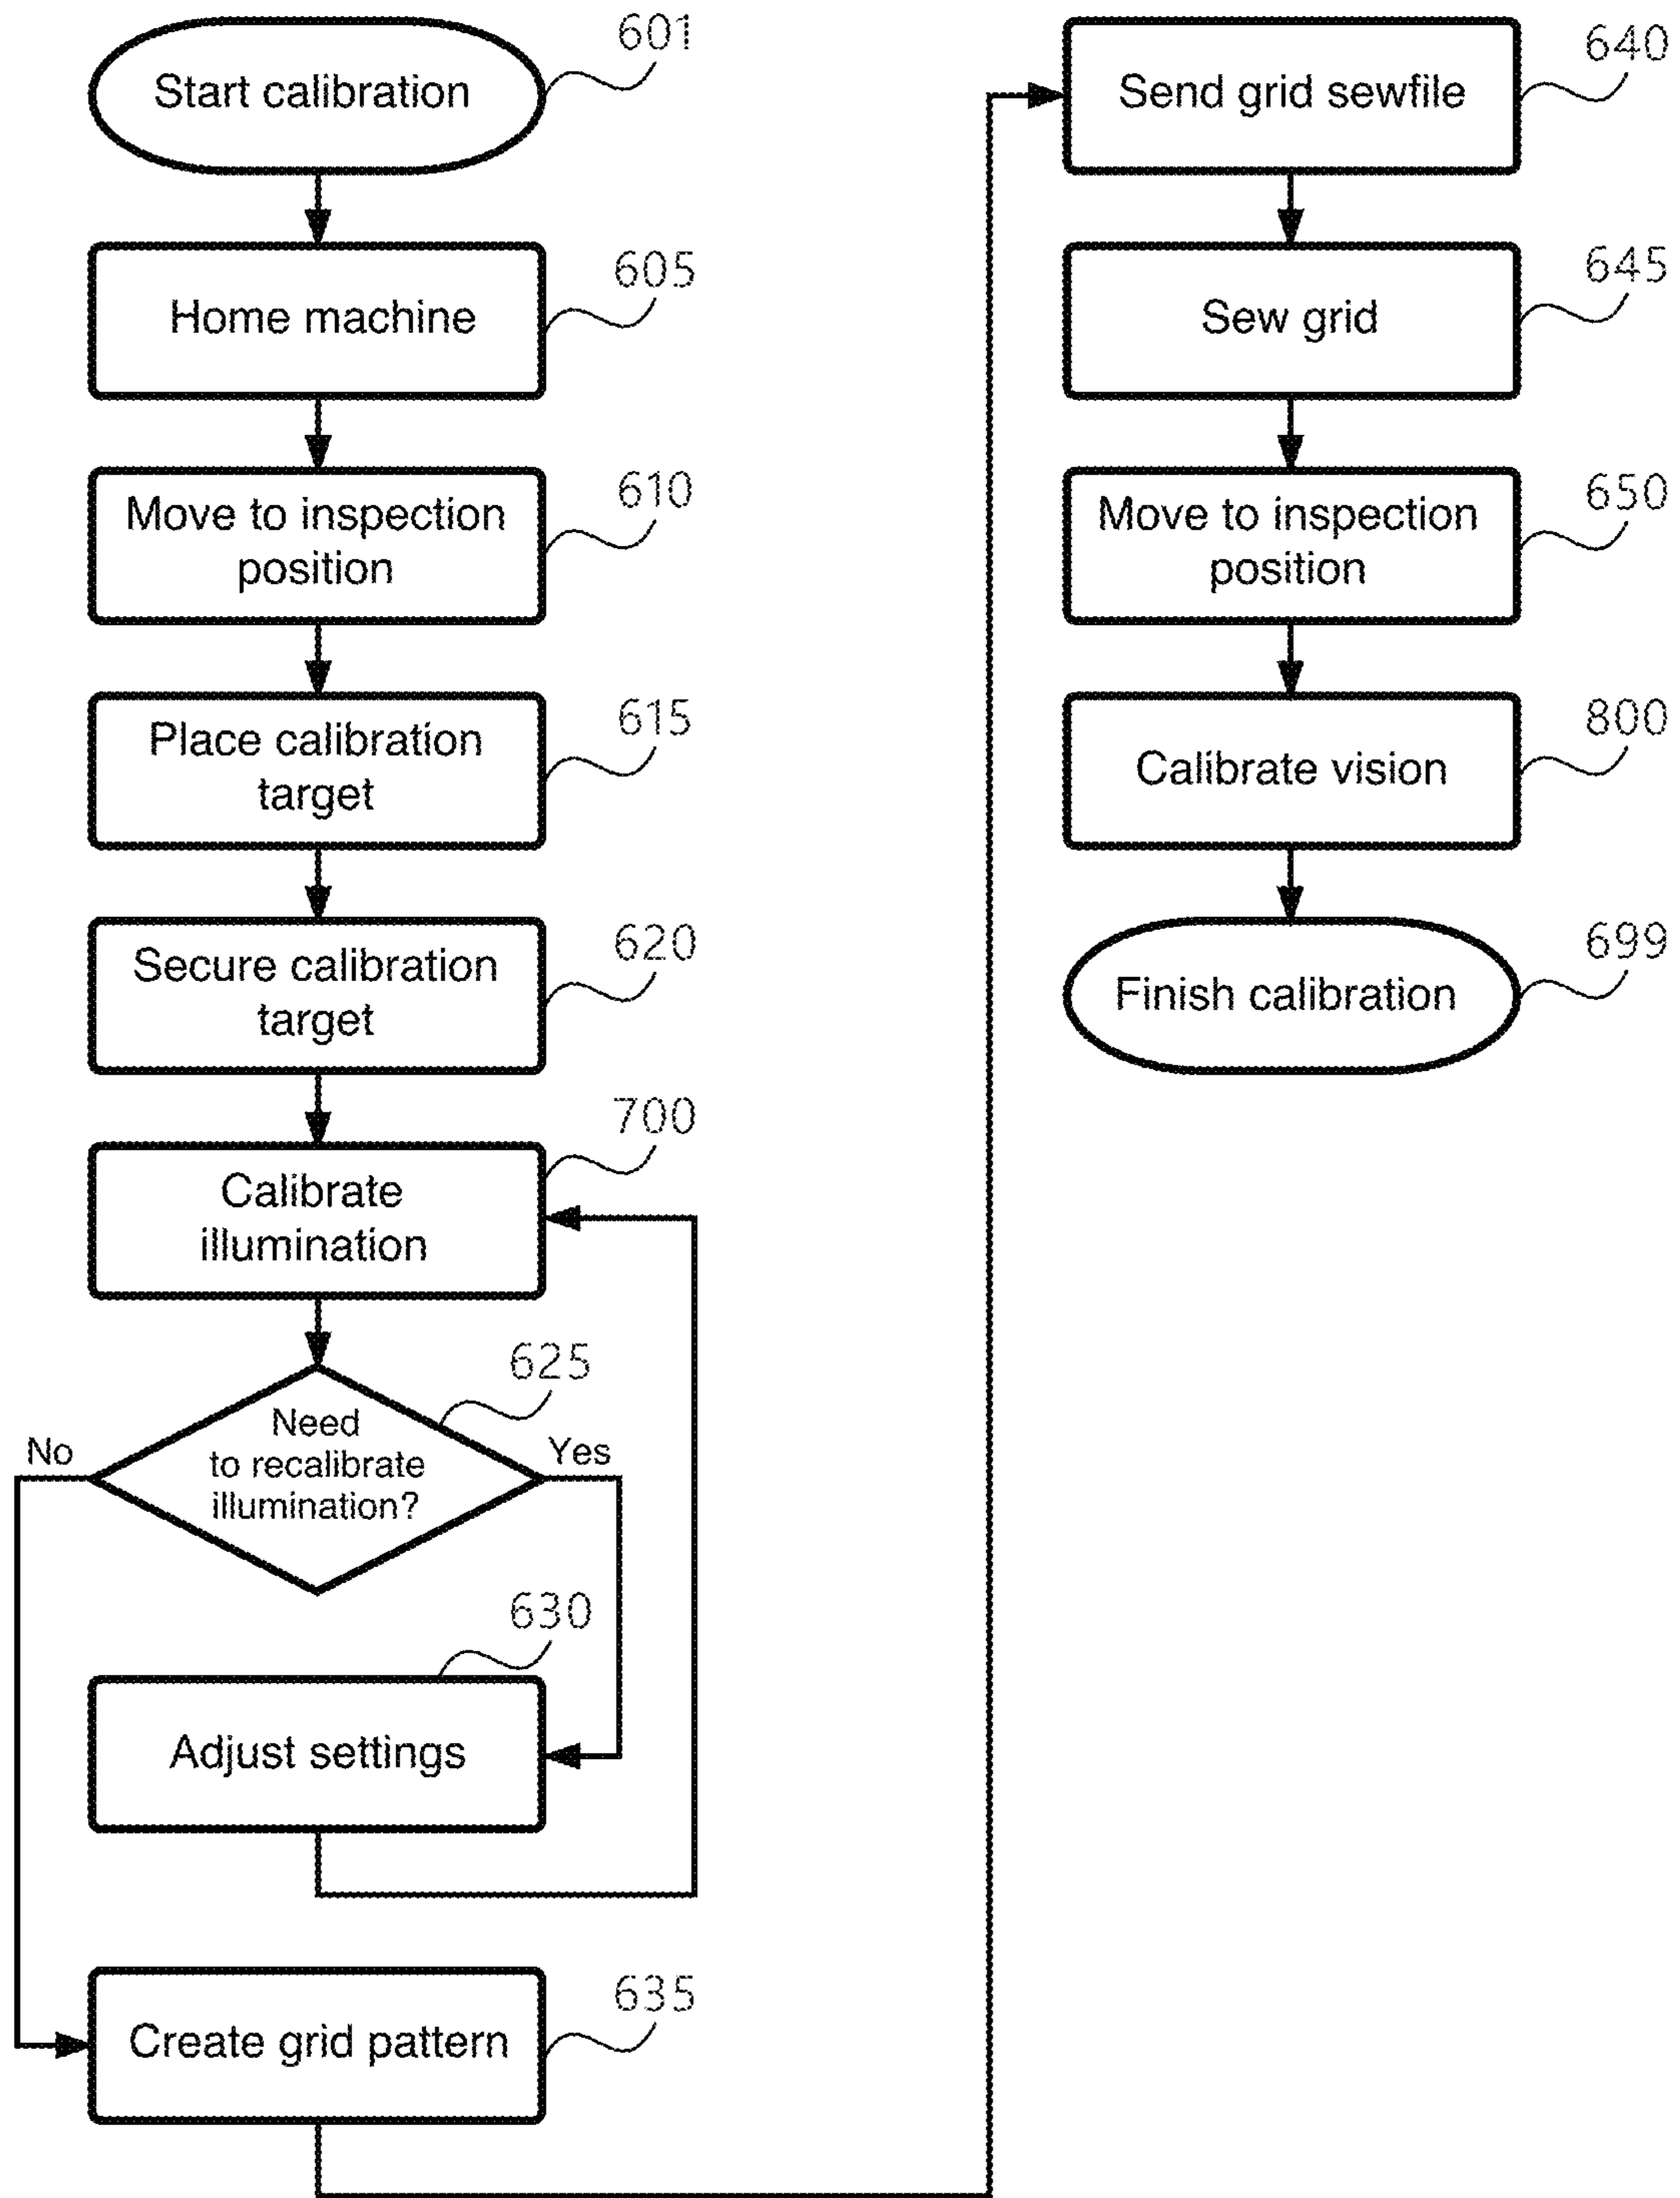 Start calibration
601
Home machine
605
Move to inspection
position
610
Place calibration
target
615
Secure calibration
target
620
Calibrate
illumination
700
Need
to recalibrate
illumination?
625
No
Yes
Adjust settings
630
Create grid pattern
635
Send grid sewfile
640
Sew grid
645
Move to inspection
position
650
Calibrate vision
800
Finish calibration
699